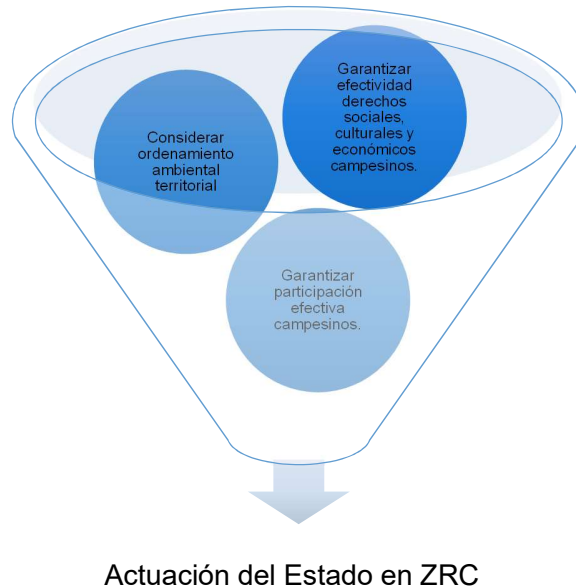 Garantizar
efectividad
derechos
sociales,
culturales y
económicos
campesinos.
Considerar
ordenamiento
ambiental
territorial
Garantizar
participación
efectiva
campesinos.
Actuación del Estado en ZRC